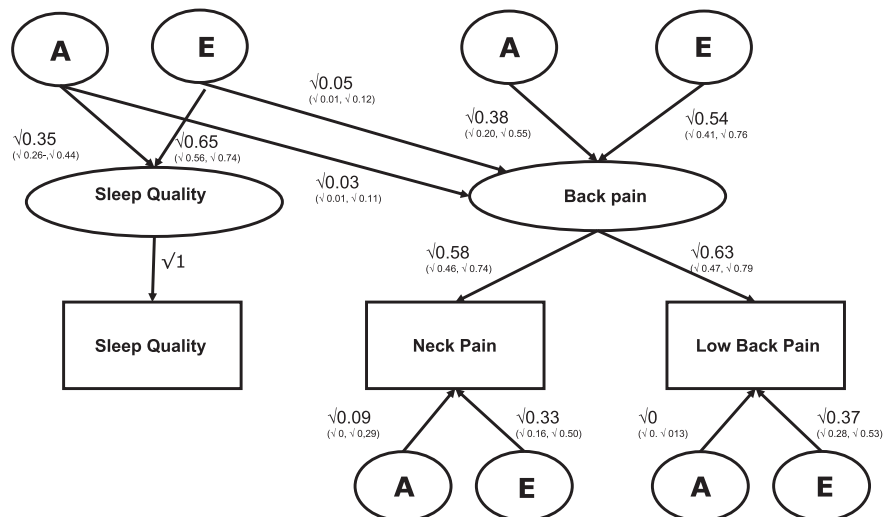 A
E
A
E
√0.05
(√ 0.01, √ 0.12)
√0.38
(√ 0.20, √ 0.55)
√0.54
(√ 0.41, √ 0.76
√0.35
(√ 0.26-,√ 0.44)
√0.65
(√ 0.56, √ 0.74)
√0.03
(√ 0.01, √ 0.11)
Sleep Quality
Back pain
√1
√0.58
(√ 0.46, √ 0.74)
√0.63
(√ 0.47, √ 0.79
Sleep Quality
Neck Pain
Low Back Pain
√0.09
(√ 0, √ 0,29)
√0.33
(√ 0.16, √ 0.50)
√0
(√ 0. √ 013)
√0.37
(√ 0.28, √ 0.53)
A
E
A
E